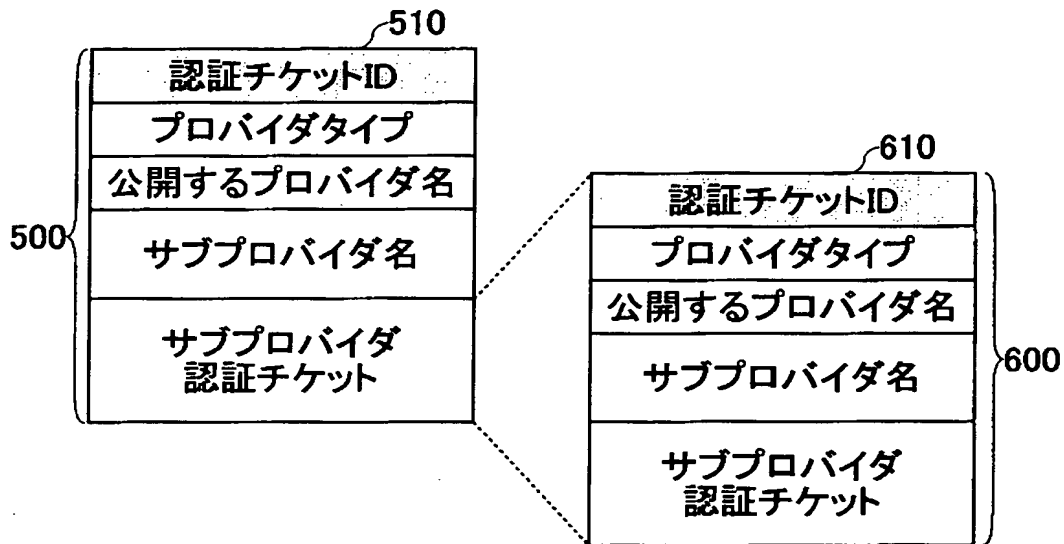 510
認証チケットID
プロバイダタイプ
公開するプロバイダ名
500
サブプロバイダ名
サブプロバイダ
認証チケット
610
認証チケットID
プロバイダタイプ
公開するプロバイダ名
サブプロバイダ名
600
サブプロバイダ
認証チケット